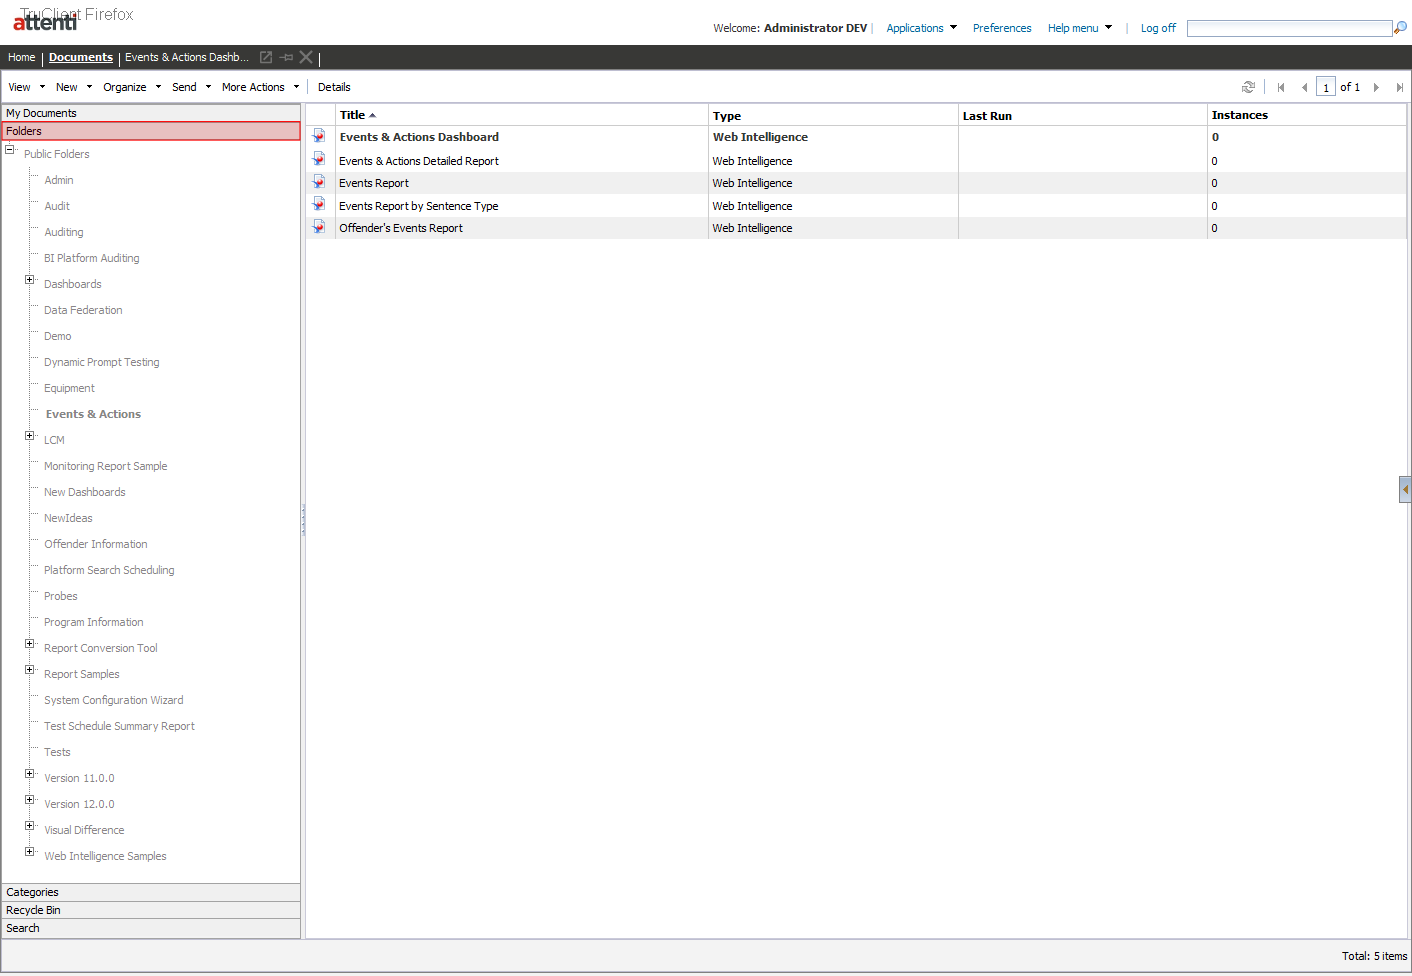 TruClient Firefox
attenti
Welcome: Administrator DEV | Applications Preferences Help menu | Log off
Home | Documents | Events & Actions Dashb... |
View New Organize Send More Actions Details
1 of 1
My Documents
Folders
Public Folders
Admin
Audit
Auditing
BI Platform Auditing
Dashboards
Data Federation
Demo
Dynamic Prompt Testing
Equipment
Events & Actions
LCM
Monitoring Report Sample
New Dashboards
NewIdeas
Offender Information
Platform Search Scheduling
Probes
Program Information
Report Conversion Tool
Report Samples
System Configuration Wizard
Test Schedule Summary Report
Tests
Version 11.0.0
Version 12.0.0
Visual Difference
Web Intelligence Samples
Categories
Recycle Bin
Search
Title Type Last Run Instances
Events & Actions Dashboard Web Intelligence 0
Events & Actions Detailed Report Web Intelligence 0
Events Report Web Intelligence 0
Events Report by Sentence Type Web Intelligence 0
Offender's Events Report Web Intelligence 0
Total: 5 items